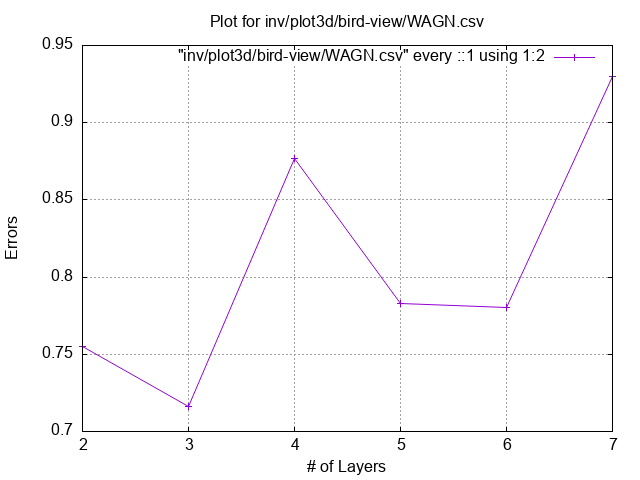 Plot for inv/plot3d/bird-view/WAGN.csv
"inv/plot3d/bird-view/WAGN.csv" every ::1 using 1:2
0.95
0.9
0.85
0.8
0.75
0.7
Errors
2 3 4 5 6 7
# of Layers